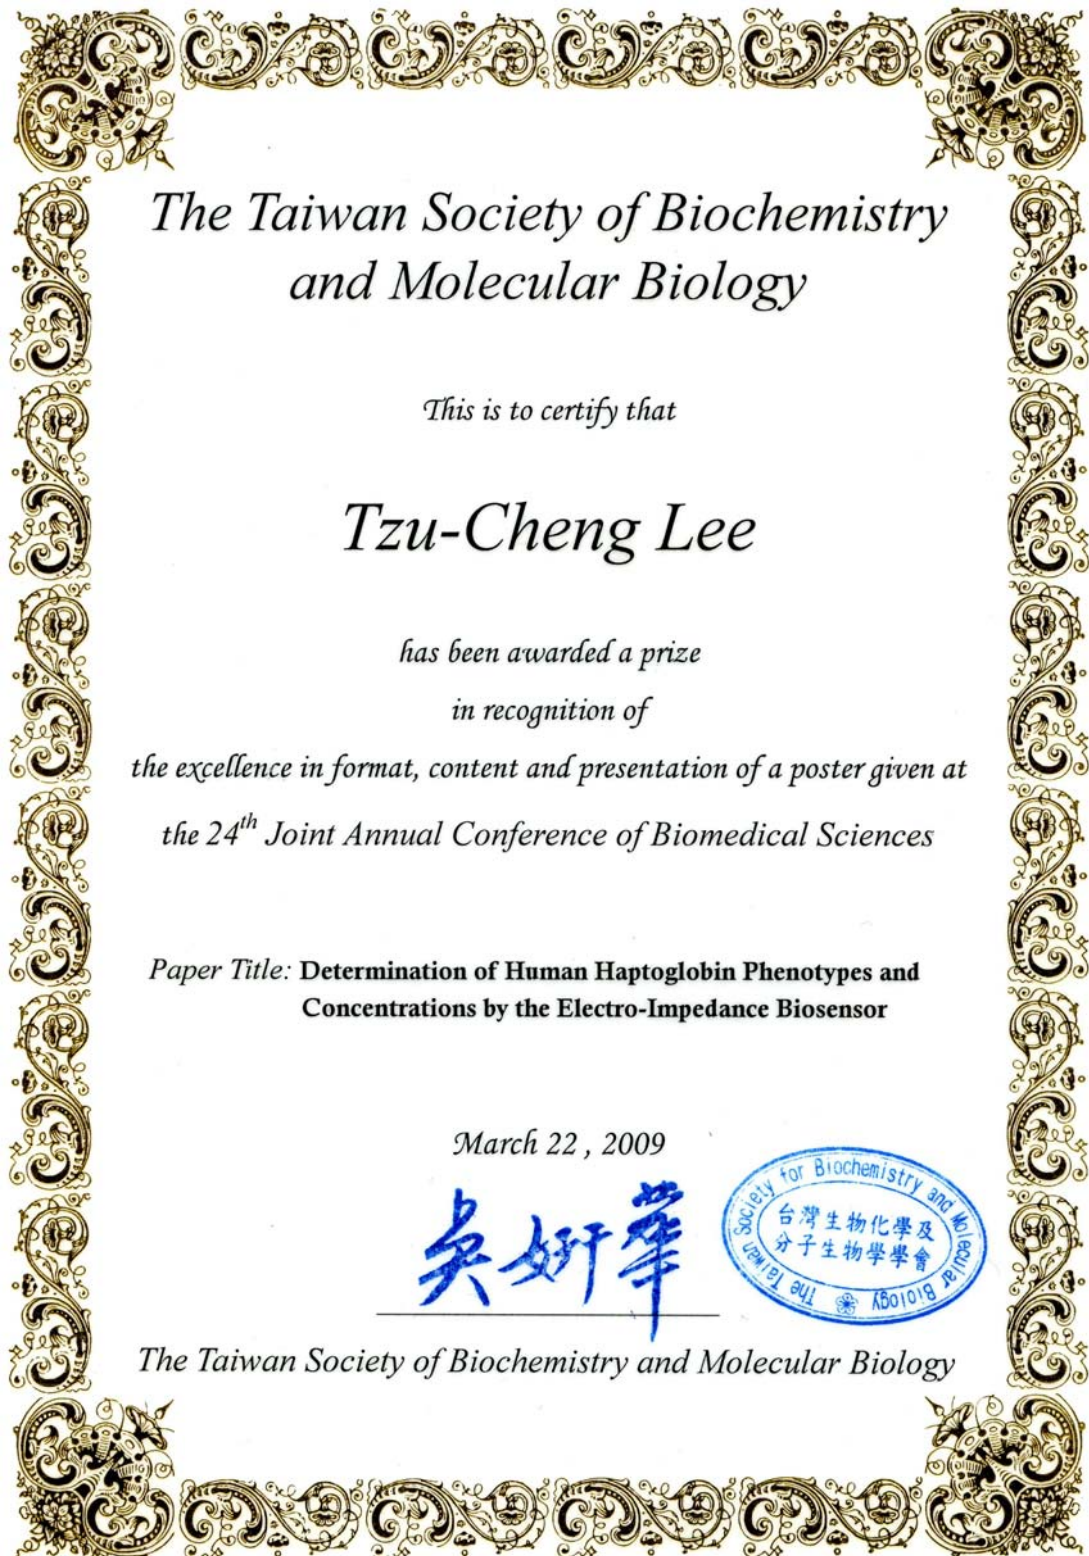 The Taiwan Society of Biochemistry
and Molecular Biology
This is to certify that
Tzu-Cheng Lee
has been awarded a prize
in recognition of
the excellence in format, content and presentation of a poster given at
the 24th Joint Annual Conference of Biomedical Sciences
Paper Title: Determination of Human Haptoglobin Phenotypes and
Concentrations by the Electro-Impedance Biosensor
March 22 , 2009
吳妍華
The Taiwan Society for Biochemistry and Molecular Biology
台灣生物化學及
分子生物學學會
The Taiwan Society of Biochemistry and Molecular Biology